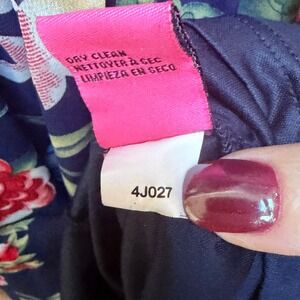 DRY CLEAN
NETTOYER À SEC
LIMPIEZA EN SECO
4J027